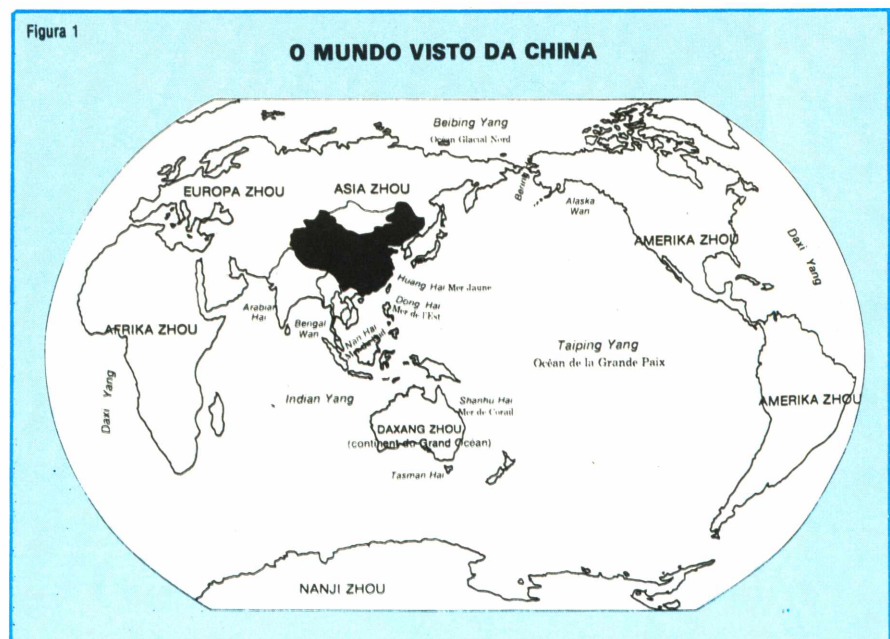 Figura 1
O MUNDO VISTO DA CHINA
Beibing Yang
Océan Glacial Nord
EUROPA ZHOU
ASIA ZHOU
Bering
Alaska
Wan
AMERIKA ZHOU
Daxi Yang
Huang Hai Mer Jaune
Dong Hai
Mer de l'Est
Arabian
Hai
Bengal
Wan
Nan Hai
AFRIKA ZHOU
Taiping Yang
Océan de la Grande Paix
Daxi Yang
Indian Yang
Shanhu Hai
Mer de Corail
AMERIKA ZHOU
DAXANG ZHOU
(continent do Grand Océan)
Tasman Hai
NANJI ZHOU